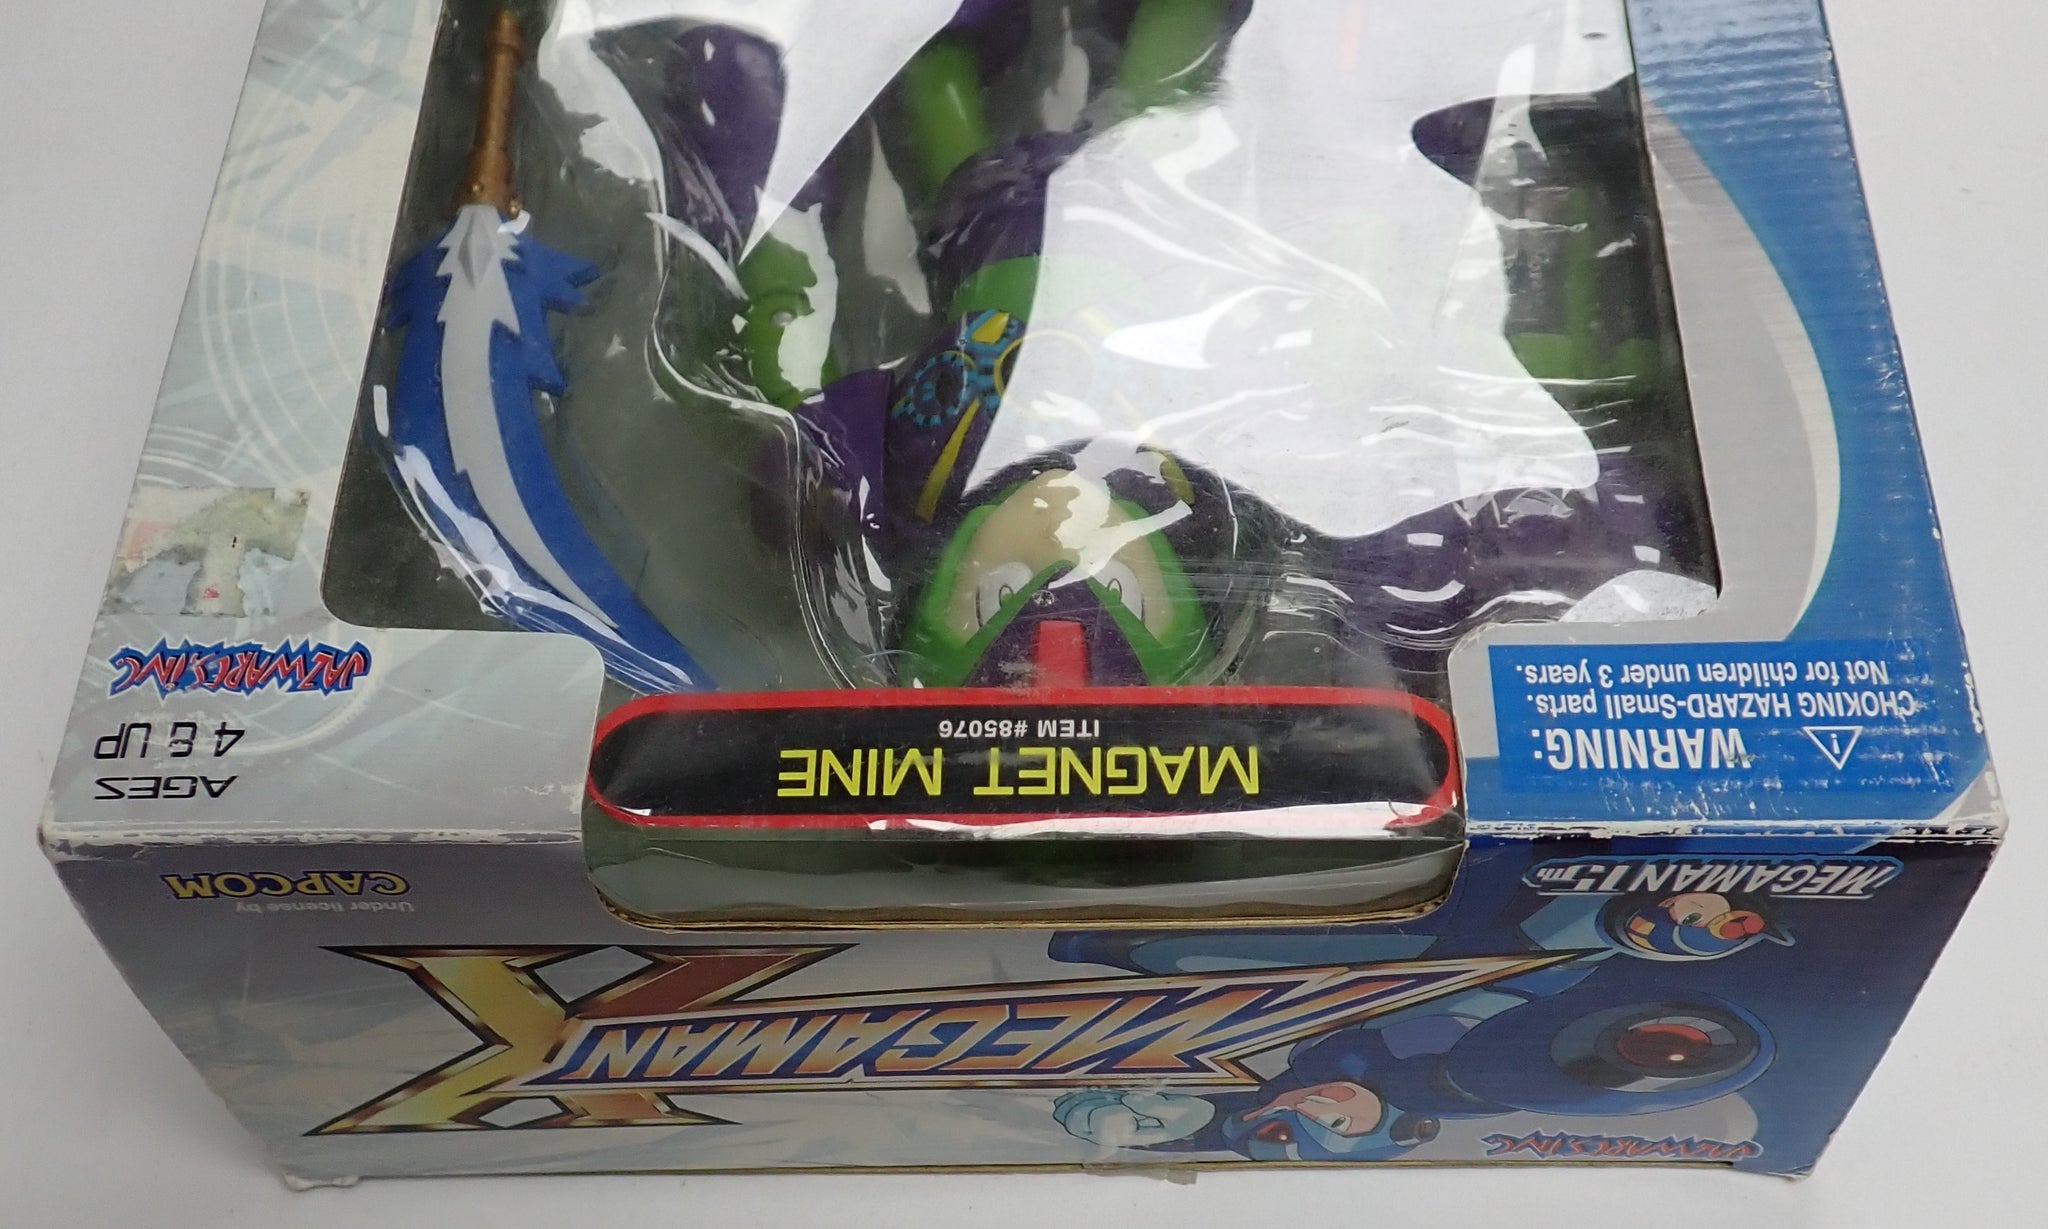 MEGAMAN X
JAZWARES, INC
Under license by
CAPCOM
MEGAMAN 15th
AGES
4 & UP
JAZWARES, INC
MAGNET MINE
ITEM #85076
WARNING:
CHOKING HAZARD-Small parts.
Not for children under 3 years.